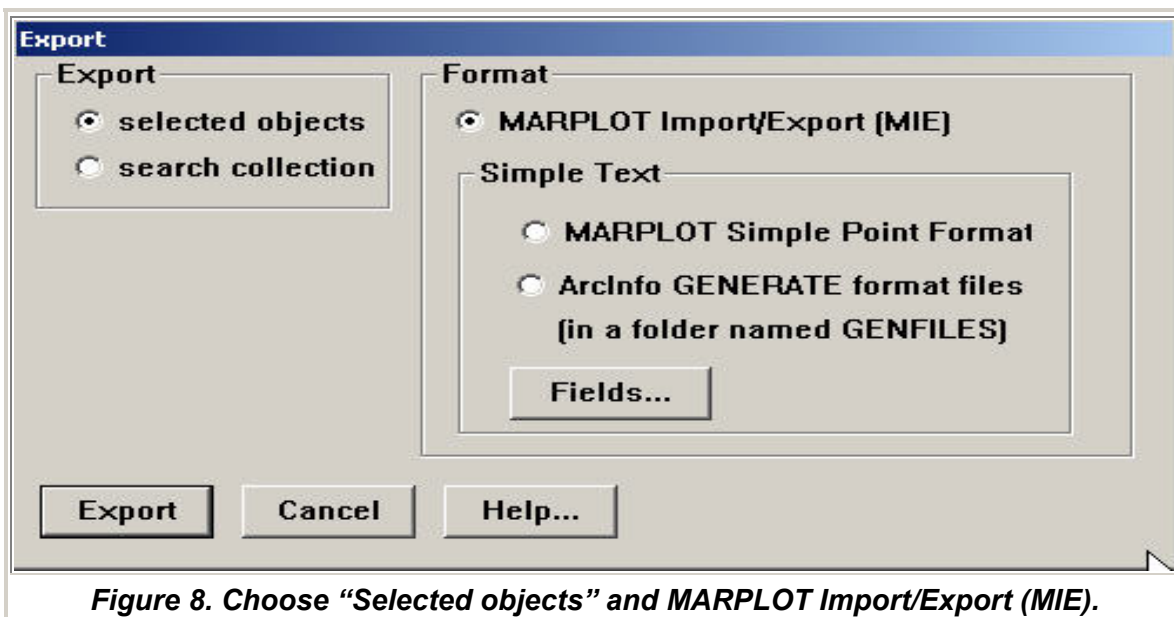 Export
Export
selected objects
search collection
Format
MARPLOT Import/Export (MIE)
Simple Text
MARPLOT Simple Point Format
ArcInfo GENERATE format files
(in a folder named GENFILES)
Fields...
Export
Cancel
Help...
Figure 8. Choose “Selected objects” and MARPLOT Import/Export (MIE).